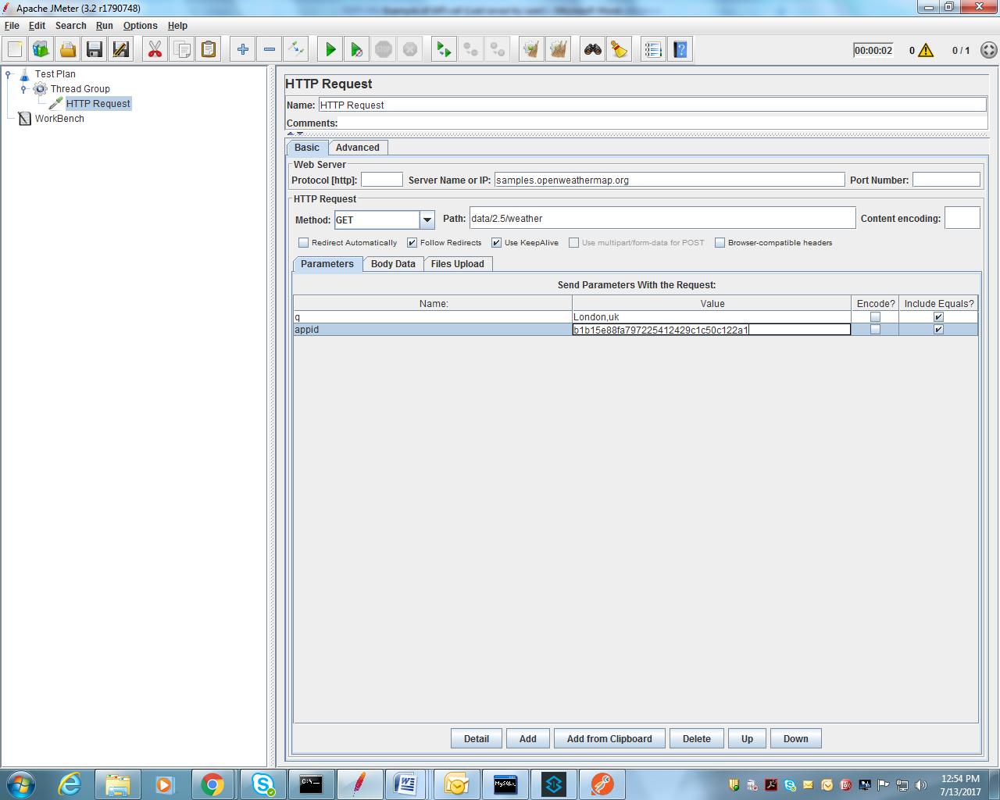 Apache JMeter (3.2 r1790748)
File Edit Search Run Options Help
00:00:02 0 0 / 1
Test Plan
Thread Group
HTTP Request
WorkBench
HTTP Request
Name: HTTP Request
Comments:
Basic Advanced
Web Server
Protocol [http]: Server Name or IP: samples.openweathermap.org Port Number:
HTTP Request
Method: GET Path: data/2.5/weather Content encoding:
Redirect Automatically Follow Redirects Use KeepAlive Use multipart/form-data for POST Browser-compatible headers
Parameters Body Data Files Upload
Send Parameters With the Request:
Name: Value Encode? Include Equals?
q London,uk
appid b1b15e88fa797225412429c1c50c122a1
Detail Add Add from Clipboard Delete Up Down
12:54 PM
7/13/2017